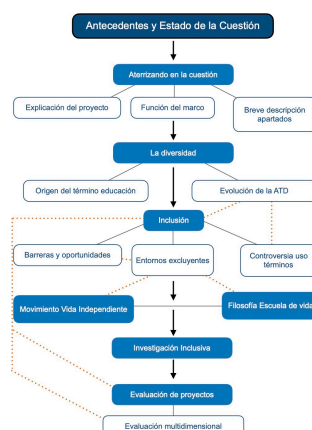 Antecedentes y Estado de la Cuestión
Aterrizando en la cuestión
Explicación del proyecto
Función del marco
Breve descripción
apartados
La diversidad
Origen del término educación
Evolución de la ATD
Inclusión
Barreras y oportunidades
Entornos excluyentes
Controversia uso
términos
Movimiento Vida Independiente
Filosofía Escuela de vida
Investigación Inclusiva
Evaluación de proyectos
Evaluación multidimensional